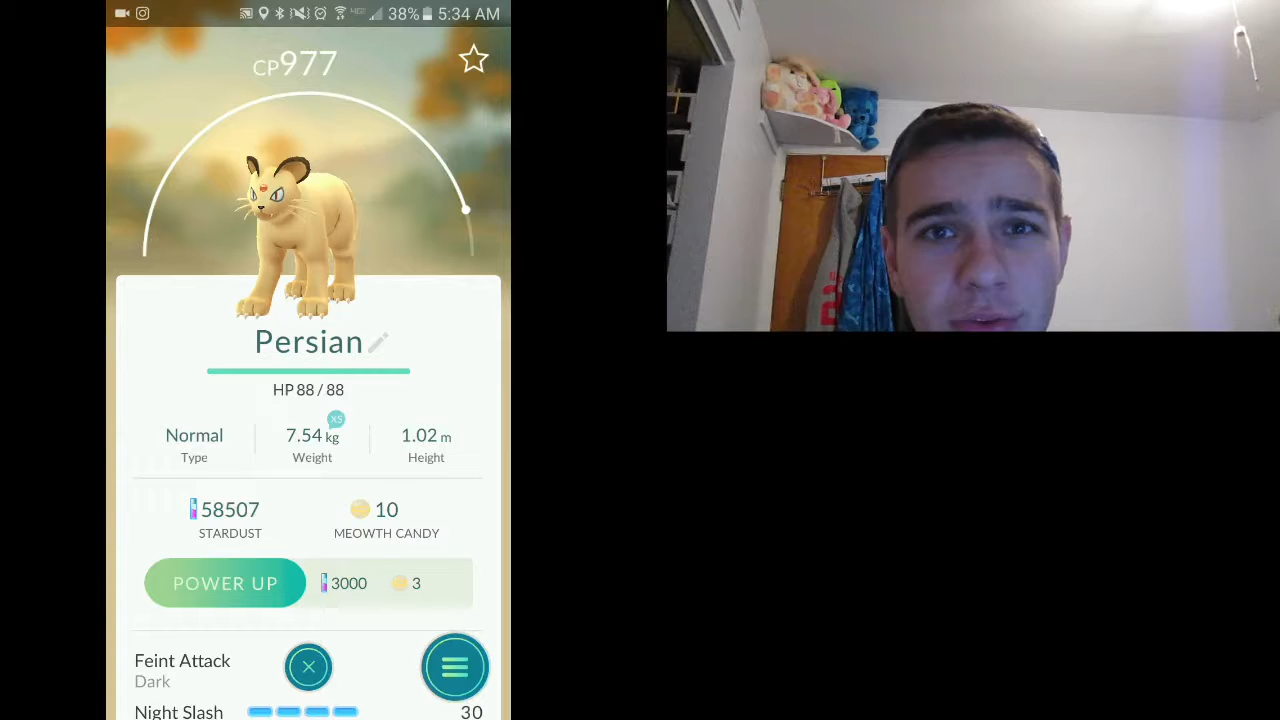 38% 5:34 AM
CP977
Persian
HP 88 / 88
XS
Normal 7.54 kg 1.02 m
Type Weight Height
58507 10
STARDUST MEOWTH CANDY
POWER UP 3000 3
Feint Attack
Dark
Night Slash 30